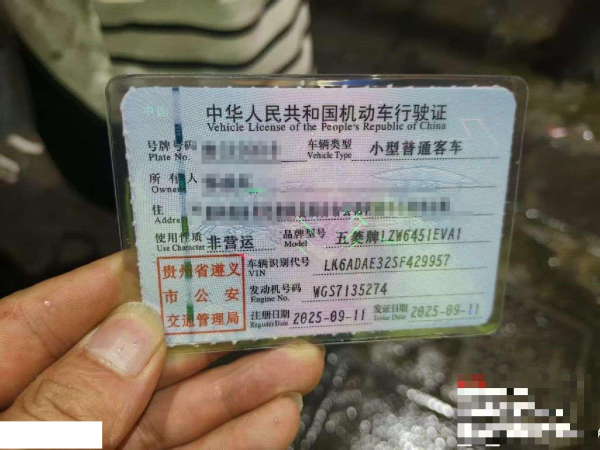 中华人民共和国机动车行驶证
Vehicle License of the People's Republic of China
号牌号码 Plate No. 车辆类型 Vehicle Type 小型普通客车
所有人 Owner
住 Address
使用性质 Use Character 非营运 品牌型号 Model 五菱牌LZW6451EVA1
车辆识别代号 VIN LK6ADAE32SF429957
发动机号码 Engine No. WGS7135274
注册日期 Register Date 2025-09-11 发证日期 Issue Date 2025-09-11
贵州省遵义
市公安
交通管理局